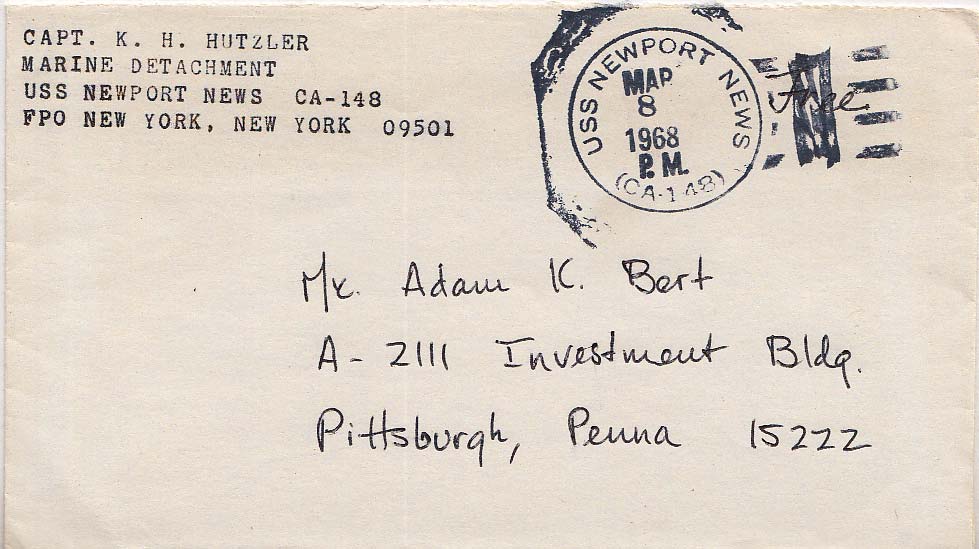 CAPT. K. H. HUTZLER
MARINE DETACHMENT
USS NEWPORT NEWS CA-148
FPO NEW YORK, NEW YORK 09501
USS NEWPORT NEWS
MAR
8
1968
P.M.
(CA-148)
Free
Mr. Adam K. Bert
A-2111 Investment Bldg.
Pittsburgh, Penna 15222